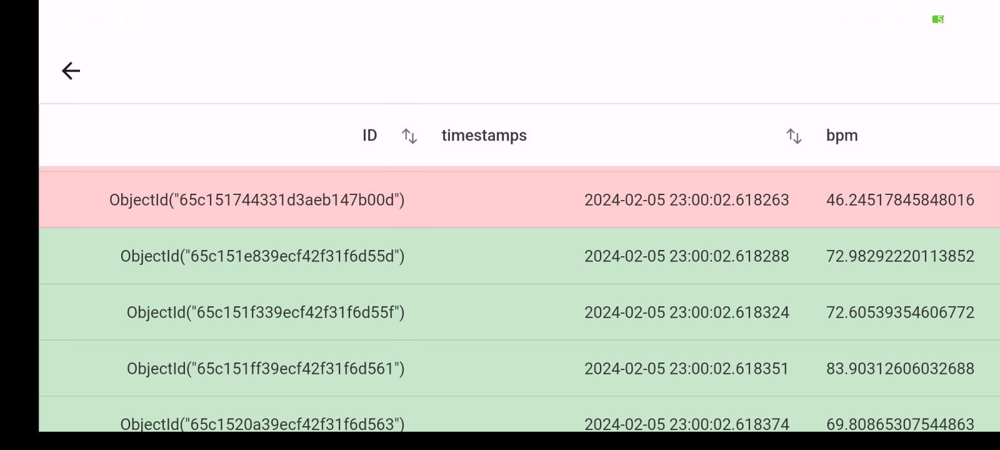 ID timestamps bpm
ObjectId("65c151744331d3aeb147b00d") 2024-02-05 23:00:02.618263 46.24517845848016
ObjectId("65c151e839ecf42f31f6d55d") 2024-02-05 23:00:02.618288 72.98292220113852
ObjectId("65c151f339ecf42f31f6d55f") 2024-02-05 23:00:02.618324 72.60539354606772
ObjectId("65c151ff39ecf42f31f6d561") 2024-02-05 23:00:02.618351 83.90312606032688
ObjectId("65c1520a39ecf42f31f6d563") 2024-02-05 23:00:02.618374 69.80865307544863